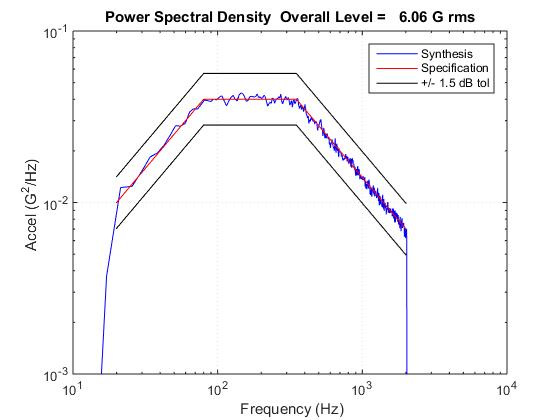 Power Spectral Density  Overall Level =   6.06 G rms
10^-1
Synthesis
Specification
+/- 1.5 dB tol
Accel (G^2/Hz)
10^-2
10^-3
10^1
10^2
10^3
10^4
Frequency (Hz)